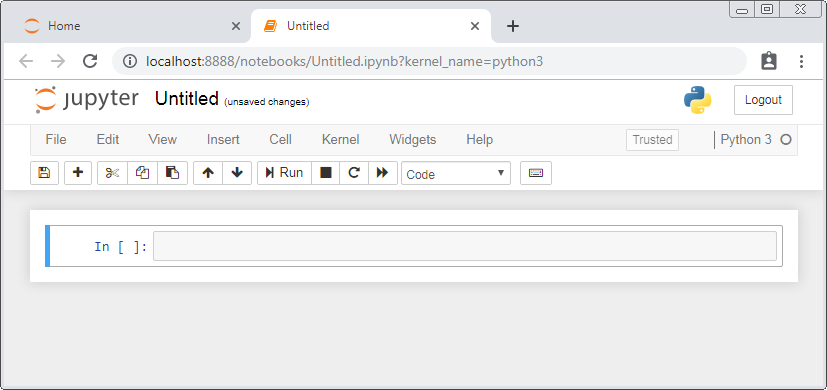 Home
Untitled
localhost:8888/notebooks/Untitled.ipynb?kernel_name=python3
jupyter Untitled (unsaved changes) Logout
File Edit View Insert Cell Kernel Widgets Help Trusted Python 3
Run Code
In [ ]: